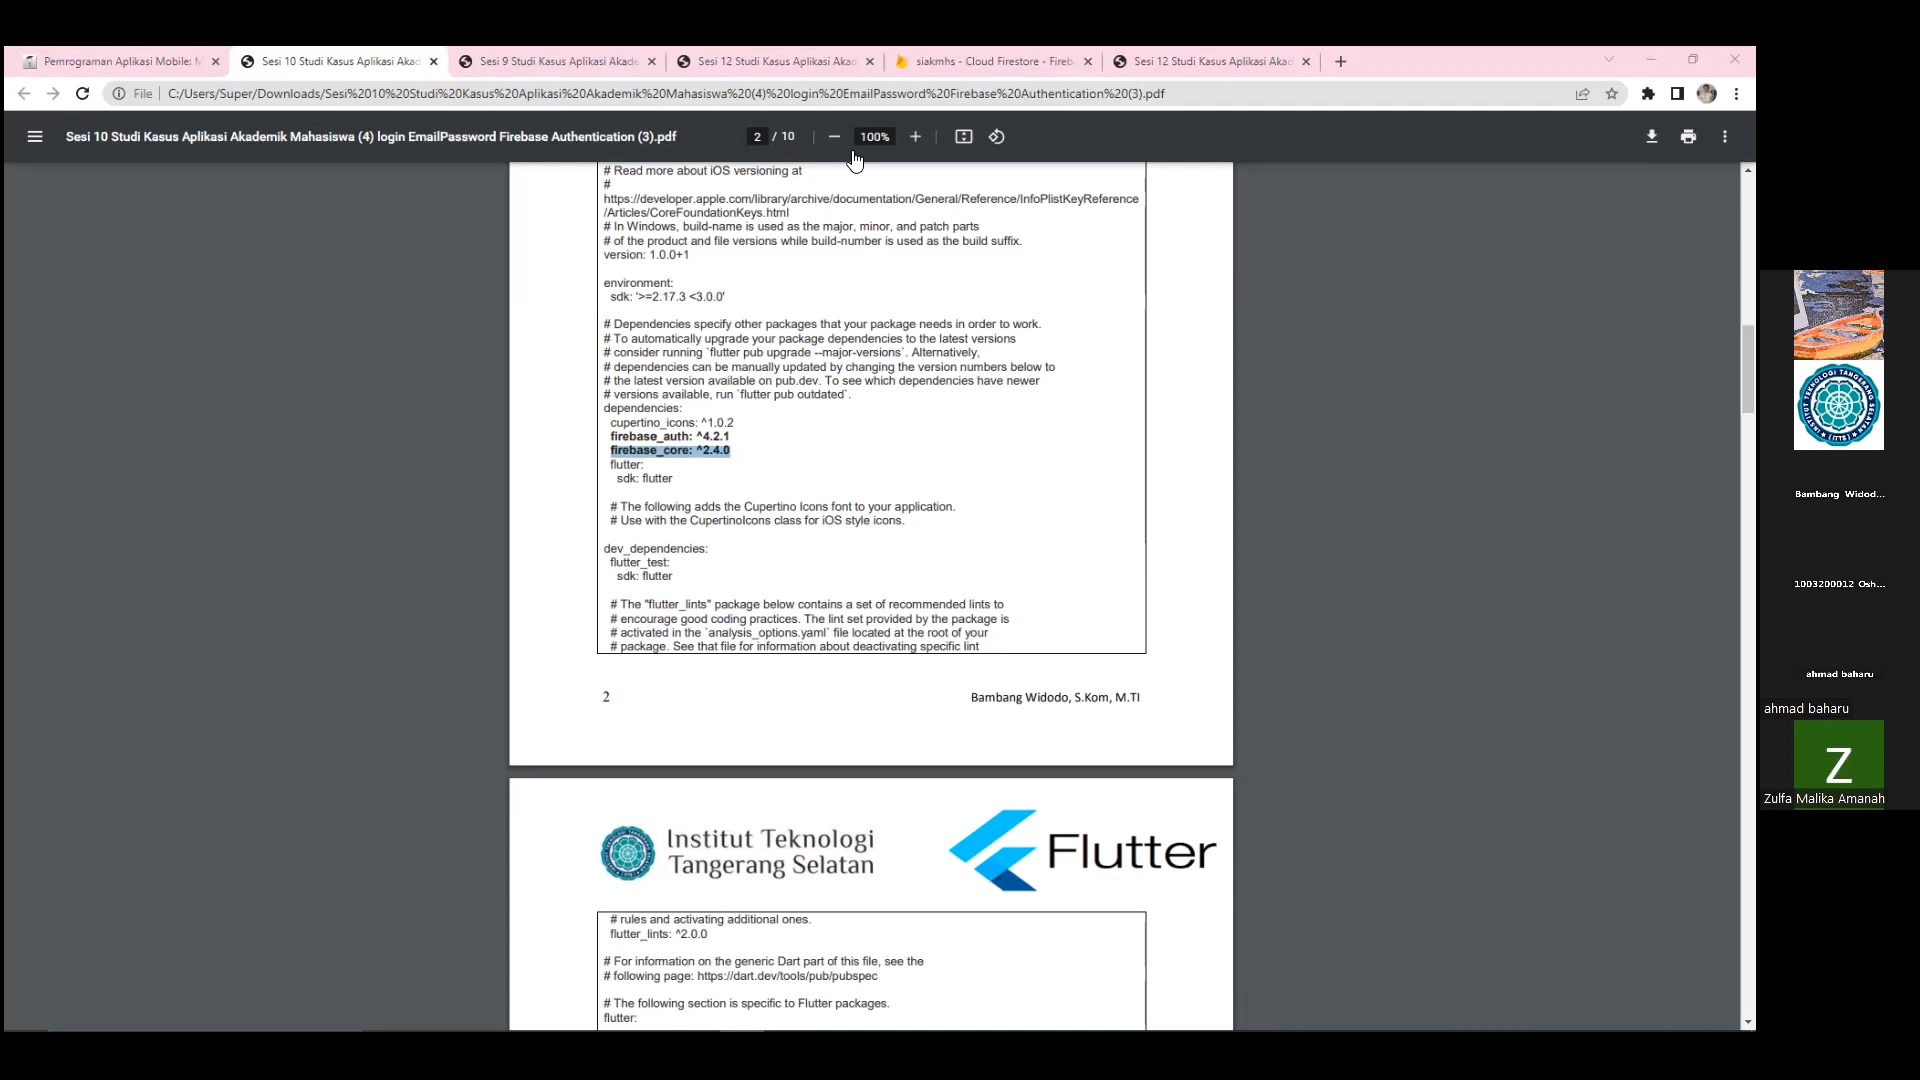 Pemrograman Aplikasi Mobile: M
Sesi 10 Studi Kasus Aplikasi Akad
Sesi 9 Studi Kasus Aplikasi Akade
Sesi 12 Studi Kasus Aplikasi Akad
siakmhs - Cloud Firestore - Fireb
Sesi 12 Studi Kasus Aplikasi Akad
File
C:/Users/Super/Downloads/Sesi%2010%20Studi%20Kasus%20Aplikasi%20Akademik%20Mahasiswa%20(4)%20login%20EmailPassword%20Firebase%20Authentication%20(3).pdf
Sesi 10 Studi Kasus Aplikasi Akademik Mahasiswa (4) login EmailPassword Firebase Authentication (3).pdf
2 / 10
100%
# Read more about iOS versioning at
#
https://developer.apple.com/library/archive/documentation/General/Reference/InfoPlistKeyReference
/Articles/CoreFoundationKeys.html
# In Windows, build-name is used as the major, minor, and patch parts
# of the product and file versions while build-number is used as the build suffix.
version: 1.0.0+1
environment:
sdk: '>=2.17.3 <3.0.0'
# Dependencies specify other packages that your package needs in order to work.
# To automatically upgrade your package dependencies to the latest versions
# consider running `flutter pub upgrade --major-versions`. Alternatively,
# dependencies can be manually updated by changing the version numbers below to
# the latest version available on pub.dev. To see which dependencies have newer
# versions available, run `flutter pub outdated`.
dependencies:
cupertino_icons: ^1.0.2
firebase_auth: ^4.2.1
firebase_core: ^2.4.0
flutter:
sdk: flutter
# The following adds the Cupertino Icons font to your application.
# Use with the CupertinoIcons class for iOS style icons.
dev_dependencies:
flutter_test:
sdk: flutter
# The "flutter_lints" package below contains a set of recommended lints to
# encourage good coding practices. The lint set provided by the package is
# activated in the `analysis_options.yaml` file located at the root of your
# package. See that file for information about deactivating specific lint
2
Bambang Widodo, S.Kom, M.TI
Institut Teknologi
Tangerang Selatan
Flutter
# rules and activating additional ones.
flutter_lints: ^2.0.0
# For information on the generic Dart part of this file, see the
# following page: https://dart.dev/tools/pub/pubspec
# The following section is specific to Flutter packages.
flutter:
INSTITUT TEKNOLOGI TANGERANG SELATAN
(ITTS)
Bambang Widod...
1003200012 Osh...
ahmad baharu
ahmad baharu
Z
Zulfa Malika Amanah